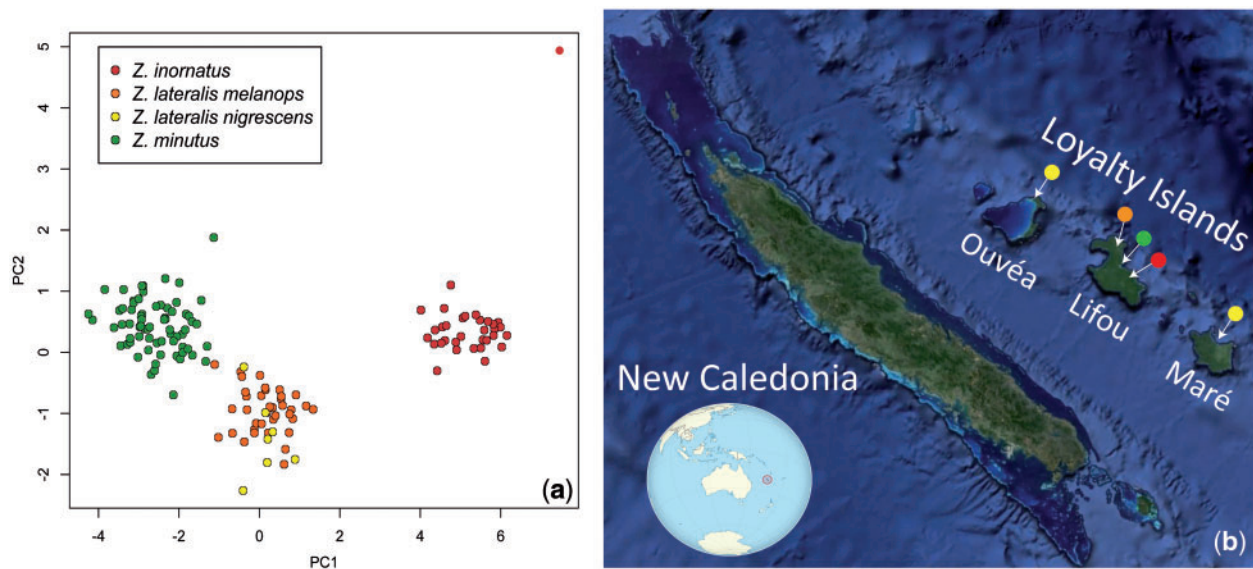 5
4
3
2
1
0
-1
-2
PC2
Z. inornatus
Z. lateralis melanops
Z. lateralis nigrescens
Z. minutus
(a)
-4 -2 0 2 4 6
PC1
Loyalty Islands
Ouvéa
Lifou
Maré
New Caledonia
(b)